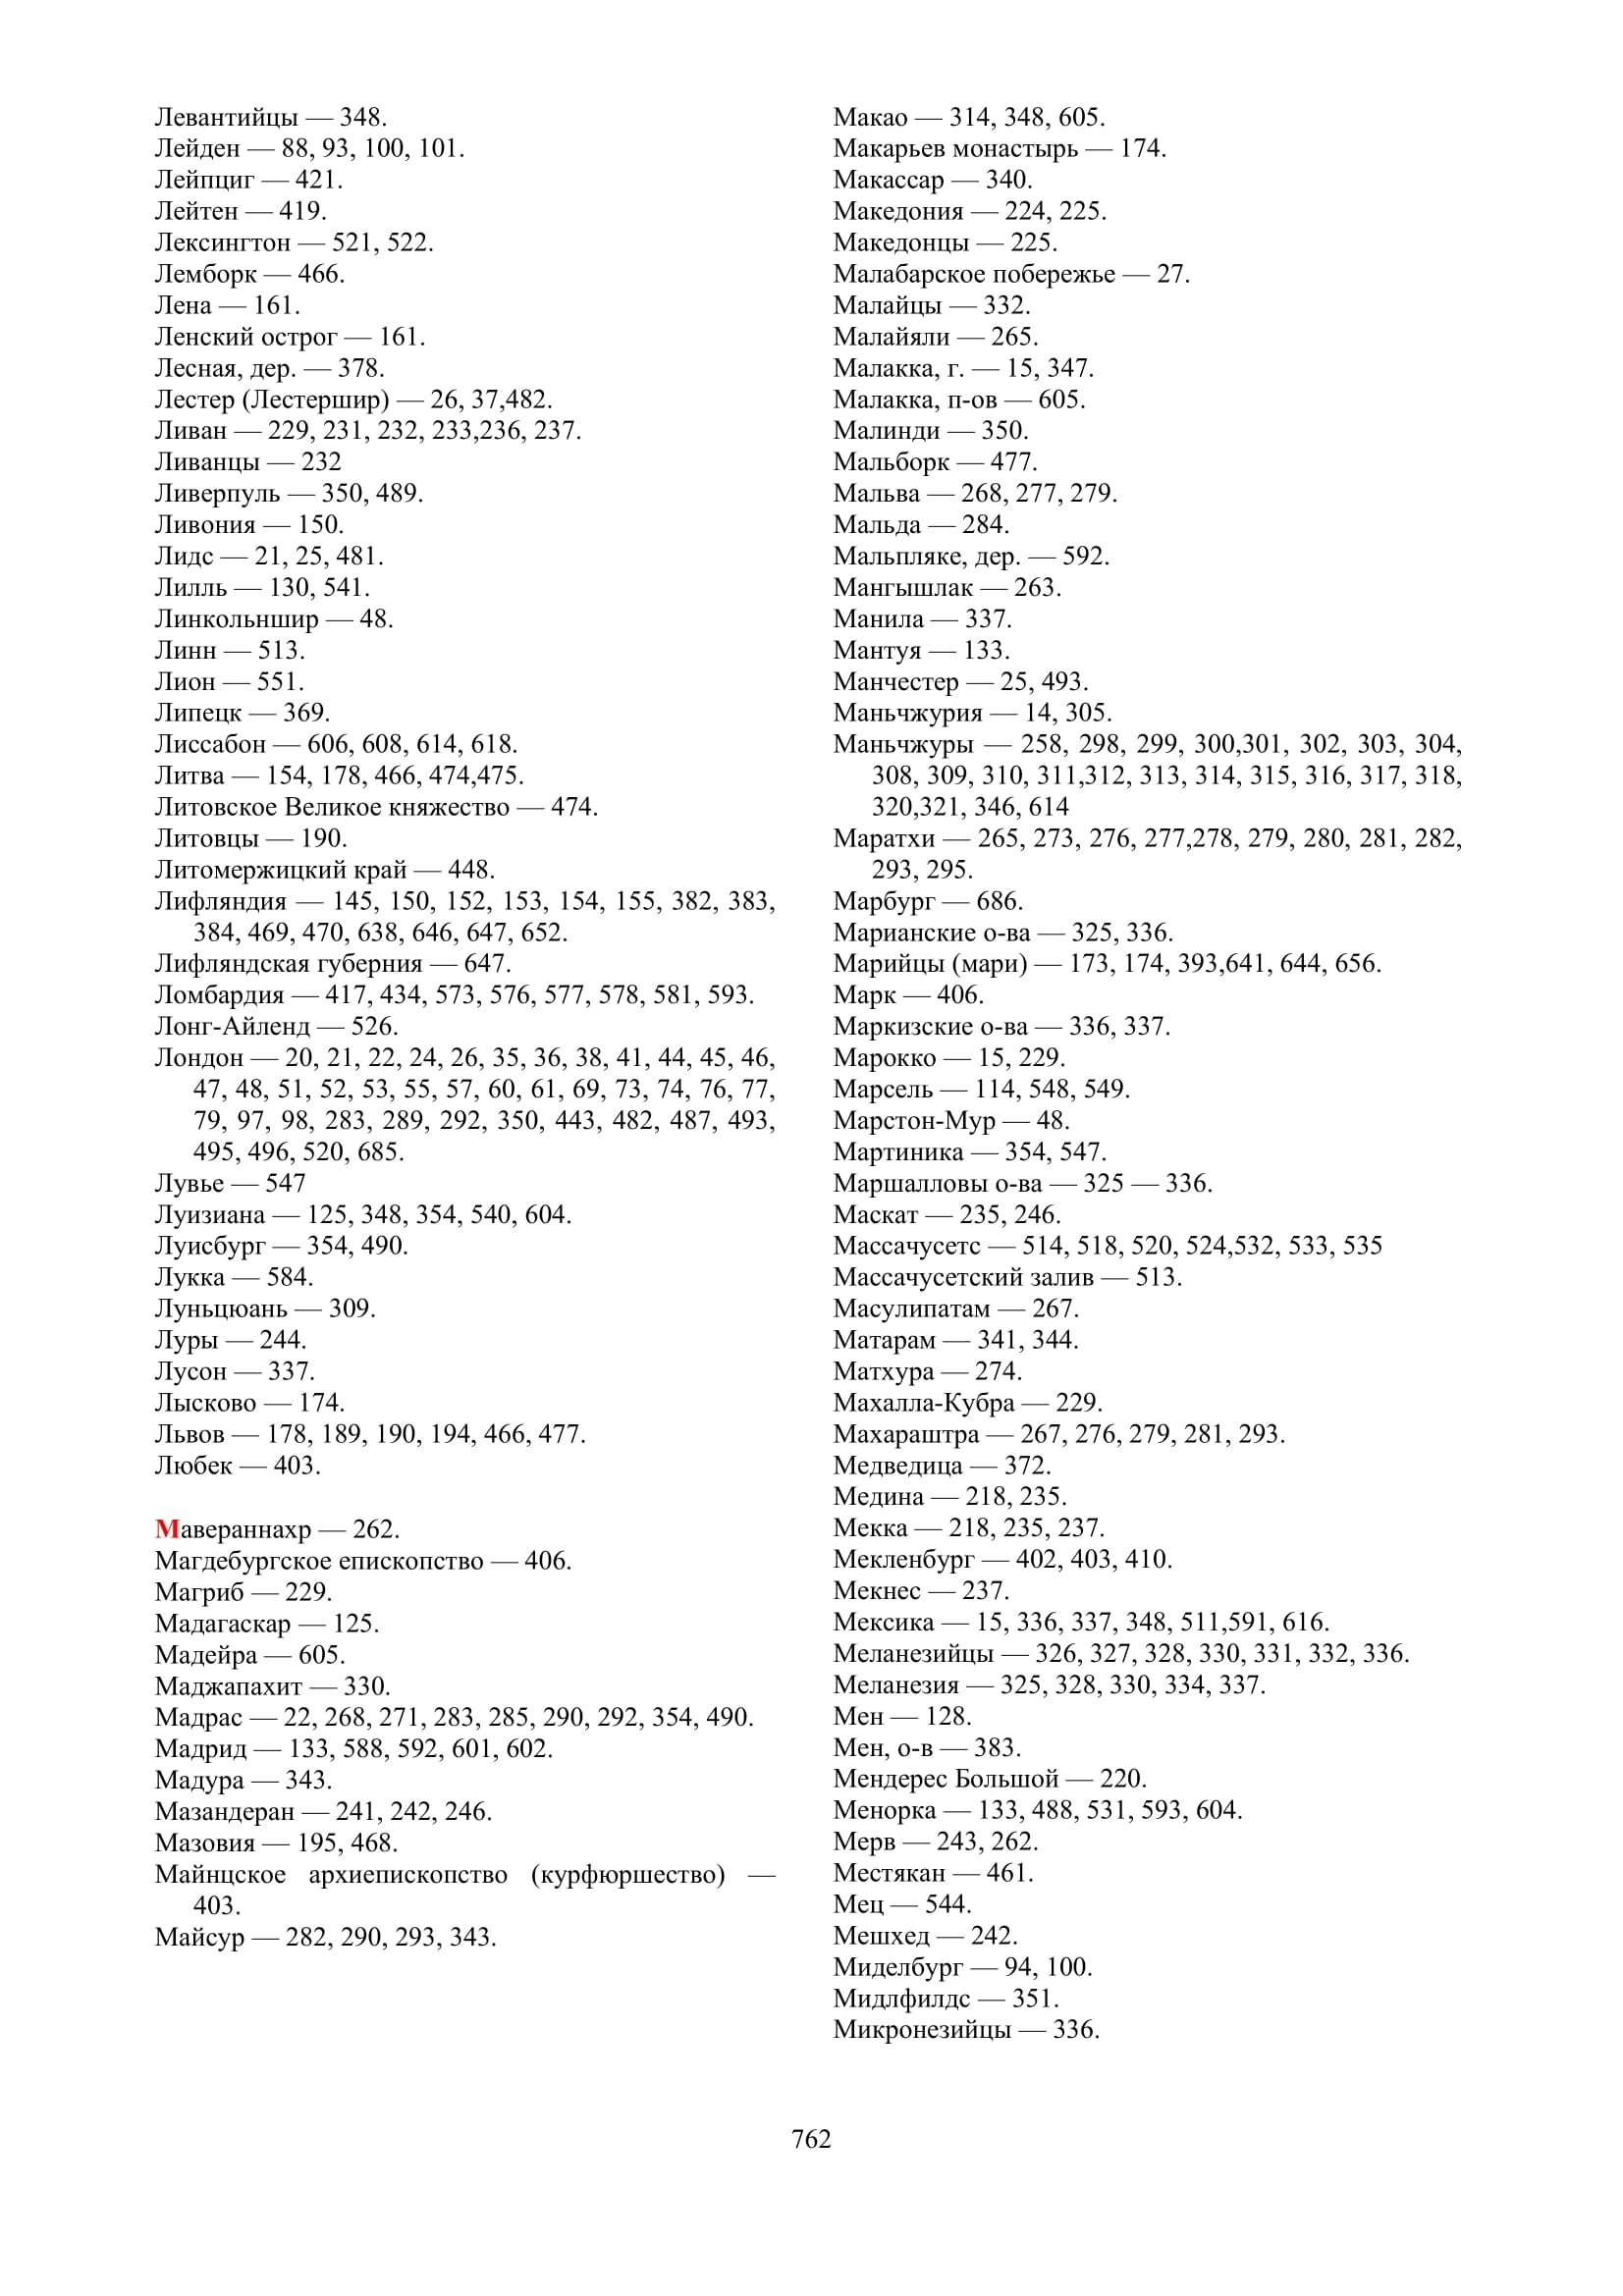 Левантийцы — 348.
Лейден — 88, 93, 100, 101.
Лейпциг — 421.
Лейтен — 419.
Лексингтон — 521, 522.
Лемборк — 466.
Лена — 161.
Ленский острог — 161.
Лесная, дер. — 378.
Лестер (Лестершир) — 26, 37,482.
Ливан — 229, 231, 232, 233,236, 237.
Ливанцы — 232
Ливерпуль — 350, 489.
Ливония — 150.
Лидс — 21, 25, 481.
Лилль — 130, 541.
Линкольншир — 48.
Линн — 513.
Лион — 551.
Липецк — 369.
Лиссабон — 606, 608, 614, 618.
Литва — 154, 178, 466, 474,475.
Литовское Великое княжество — 474.
Литовцы — 190.
Литомержицкий край — 448.
Лифляндия — 145, 150, 152, 153, 154, 155, 382, 383,
384, 469, 470, 638, 646, 647, 652.
Лифляндская губерния — 647.
Ломбардия — 417, 434, 573, 576, 577, 578, 581, 593.
Лонг-Айленд — 526.
Лондон — 20, 21, 22, 24, 26, 35, 36, 38, 41, 44, 45, 46,
47, 48, 51, 52, 53, 55, 57, 60, 61, 69, 73, 74, 76, 77,
79, 97, 98, 283, 289, 292, 350, 443, 482, 487, 493,
495, 496, 520, 685.
Лувье — 547
Луизиана — 125, 348, 354, 540, 604.
Луисбург — 354, 490.
Лукка — 584.
Луньцюань — 309.
Луры — 244.
Лусон — 337.
Лысково — 174.
Львов — 178, 189, 190, 194, 466, 477.
Любек — 403.
Мавераннахр — 262.
Магдебургское епископство — 406.
Магриб — 229.
Мадагаскар — 125.
Мадейра — 605.
Маджапахит — 330.
Мадрас — 22, 268, 271, 283, 285, 290, 292, 354, 490.
Мадрид — 133, 588, 592, 601, 602.
Мадура — 343.
Мазандеран — 241, 242, 246.
Мазовия — 195, 468.
Майнцское архиепископство (курфюршество) —
403.
Майсур — 282, 290, 293, 343.
Макао — 314, 348, 605.
Макарьев монастырь — 174.
Макассар — 340.
Македония — 224, 225.
Македонцы — 225.
Малабарское побережье — 27.
Малайцы — 332.
Малайяли — 265.
Малакка, г. — 15, 347.
Малакка, п-ов — 605.
Малинди — 350.
Мальборк — 477.
Мальва — 268, 277, 279.
Мальда — 284.
Мальпляке, дер. — 592.
Мангышлак — 263.
Манила — 337.
Мантуя — 133.
Манчестер — 25, 493.
Маньчжурия — 14, 305.
Маньчжуры — 258, 298, 299, 300,301, 302, 303, 304,
308, 309, 310, 311,312, 313, 314, 315, 316, 317, 318,
320,321, 346, 614
Маратхи — 265, 273, 276, 277,278, 279, 280, 281, 282,
293, 295.
Марбург — 686.
Марианские о-ва — 325, 336.
Марийцы (мари) — 173, 174, 393,641, 644, 656.
Марк — 406.
Маркизские о-ва — 336, 337.
Марокко — 15, 229.
Марсель — 114, 548, 549.
Марстон-Мур — 48.
Мартиника — 354, 547.
Маршалловы о-ва — 325 — 336.
Маскат — 235, 246.
Массачусетс — 514, 518, 520, 524,532, 533, 535
Массачусетский залив — 513.
Масулипатам — 267.
Матарам — 341, 344.
Матхура — 274.
Махалла-Кубра — 229.
Махараштра — 267, 276, 279, 281, 293.
Медведица — 372.
Медина — 218, 235.
Мекка — 218, 235, 237.
Мекленбург — 402, 403, 410.
Мекнес — 237.
Мексика — 15, 336, 337, 348, 511,591, 616.
Меланезийцы — 326, 327, 328, 330, 331, 332, 336.
Меланезия — 325, 328, 330, 334, 337.
Мен — 128.
Мен, о-в — 383.
Мендерес Большой — 220.
Менорка — 133, 488, 531, 593, 604.
Мерв — 243, 262.
Местякан — 461.
Мец — 544.
Мешхед — 242.
Миделбург — 94, 100.
Мидлфилдс — 351.
Микронезийцы — 336.
762